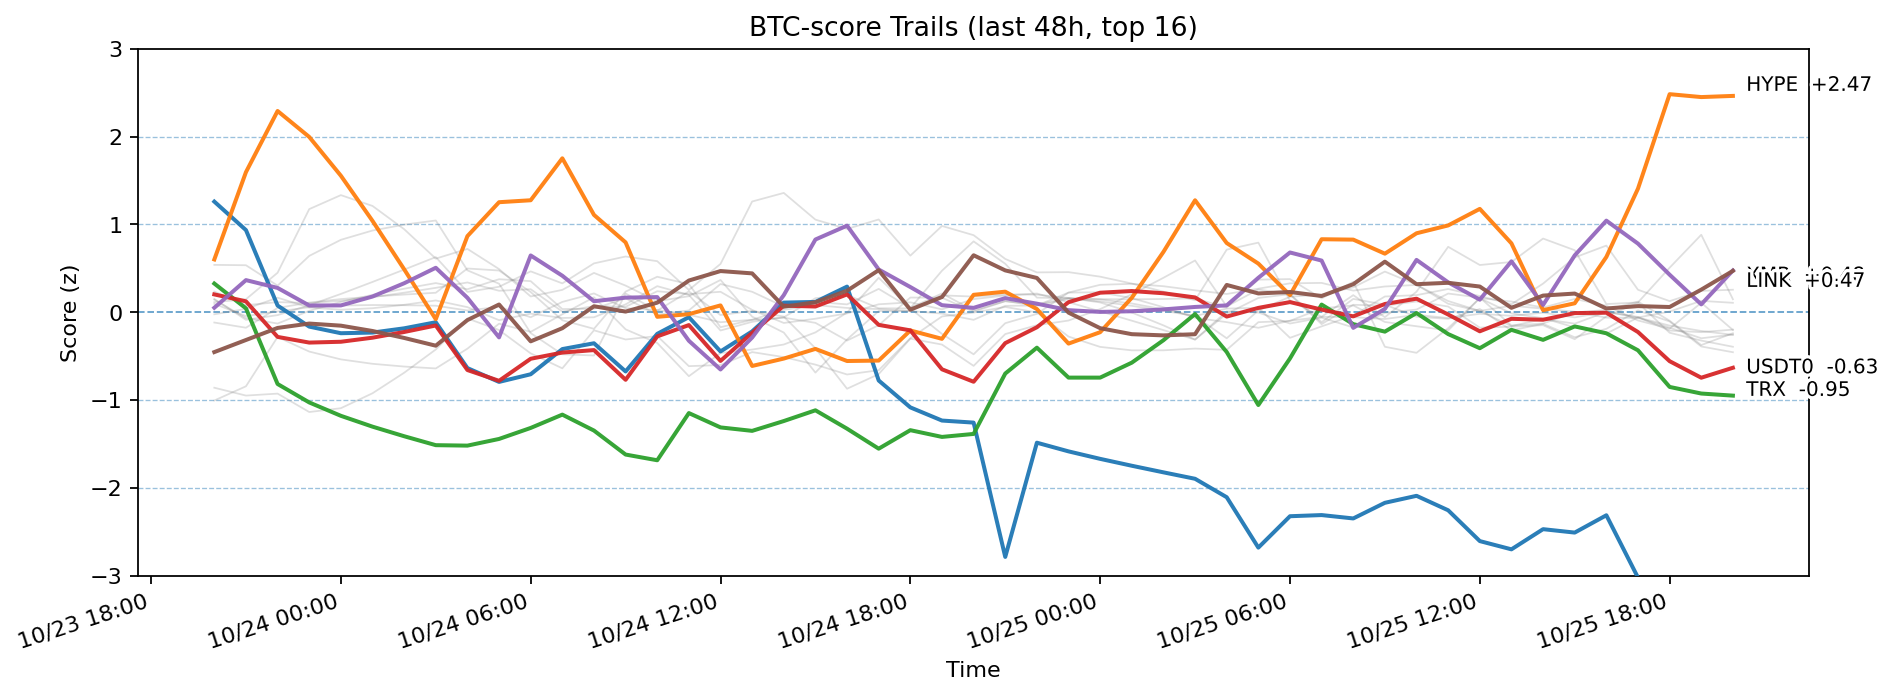 BTC-score Trails (last 48h, top 16)
Score (z)
3
2
1
0
−1
−2
−3
HYPE +2.47
LINK +0.47
USDT0 -0.63
TRX -0.95
10/23 18:00
10/24 00:00
10/24 06:00
10/24 12:00
10/24 18:00
10/25 00:00
10/25 06:00
10/25 12:00
10/25 18:00
Time